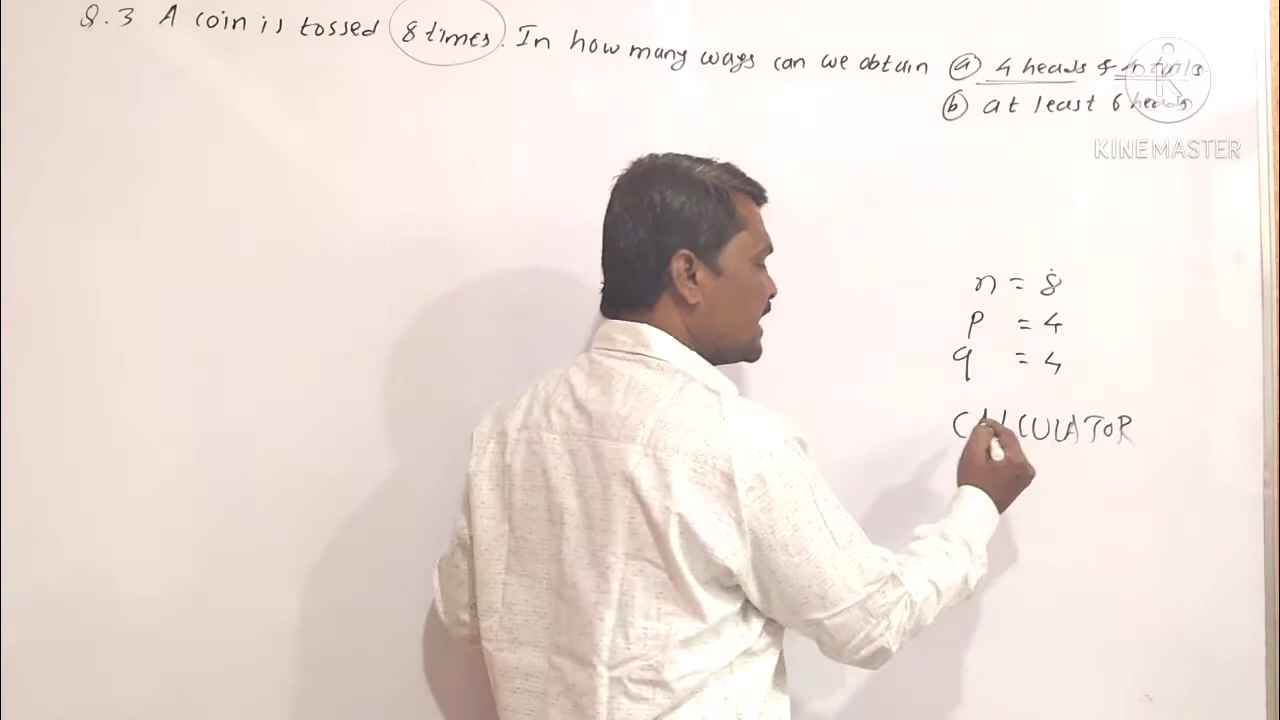 Q.3 A coin is tossed 8 times. In how many ways can we obtain (a) 4 heads & 4 tails.
(b) at least 6 heads
KINEMASTER
n = 8
p = 4
q = 4
CALCULATOR